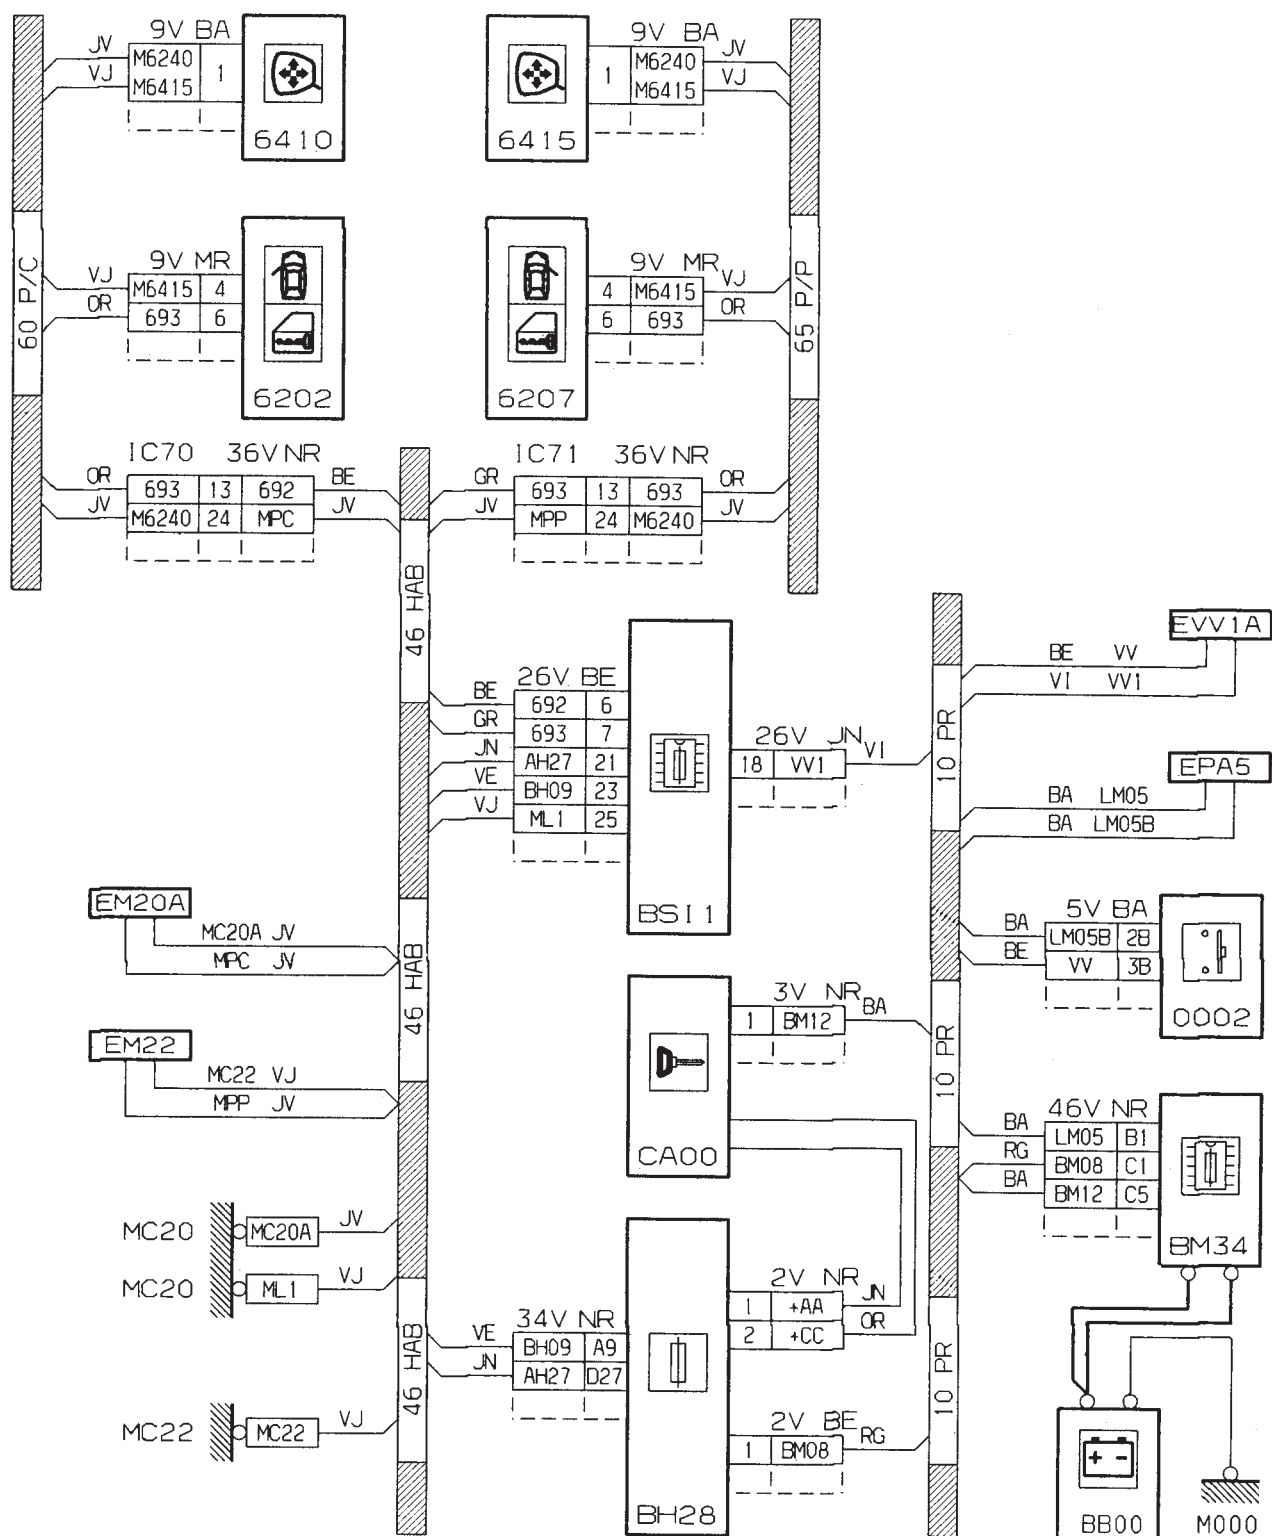 9V BA
JV
M6240
1
VJ
M6415
6410
9V BA
JV
1
M6240
VJ
M6415
6415
60 P/C
9V MR
VJ
M6415 4
OR
693 6
6202
9V MR
VJ
4 M6415
OR
6 693
6207
65 P/P
IC70 36V NR
OR
693 13 692
BE
JV
M6240 24 MPC
JV
IC71 36V NR
GR
693 13 693
OR
JV
MPP 24 M6240
JV
46 HAB
26V BE
BE
692 6
GR
693 7
JN
AH27 21
VE
BH09 23
VJ
ML1 25
BSI1
26V JN
18 VV1
VI
10 PR
EVV1A
BE VV
VI VV1
EPA5
BA LM05
BA LM05B
5V BA
BA
LM05B 2B
BE
VV 3B
0002
EM20A
MC20A JV
MPC JV
46 HAB
EM22
MC22 VJ
MPP JV
3V NR
1 BM12
BA
CA00
10 PR
46V NR
BA
LM05 B1
RG
BM08 C1
BA
BM12 C5
BM34
MC20
MC20A
JV
MC20
ML1
VJ
46 HAB
MC22
MC22
VJ
34V NR
VE
BH09 A9
JN
AH27 D27
2V NR
1 +AA
JN
2 +CC
OR
2V BE
1 BM08
RG
BH28
10 PR
+ -
BB00
M000